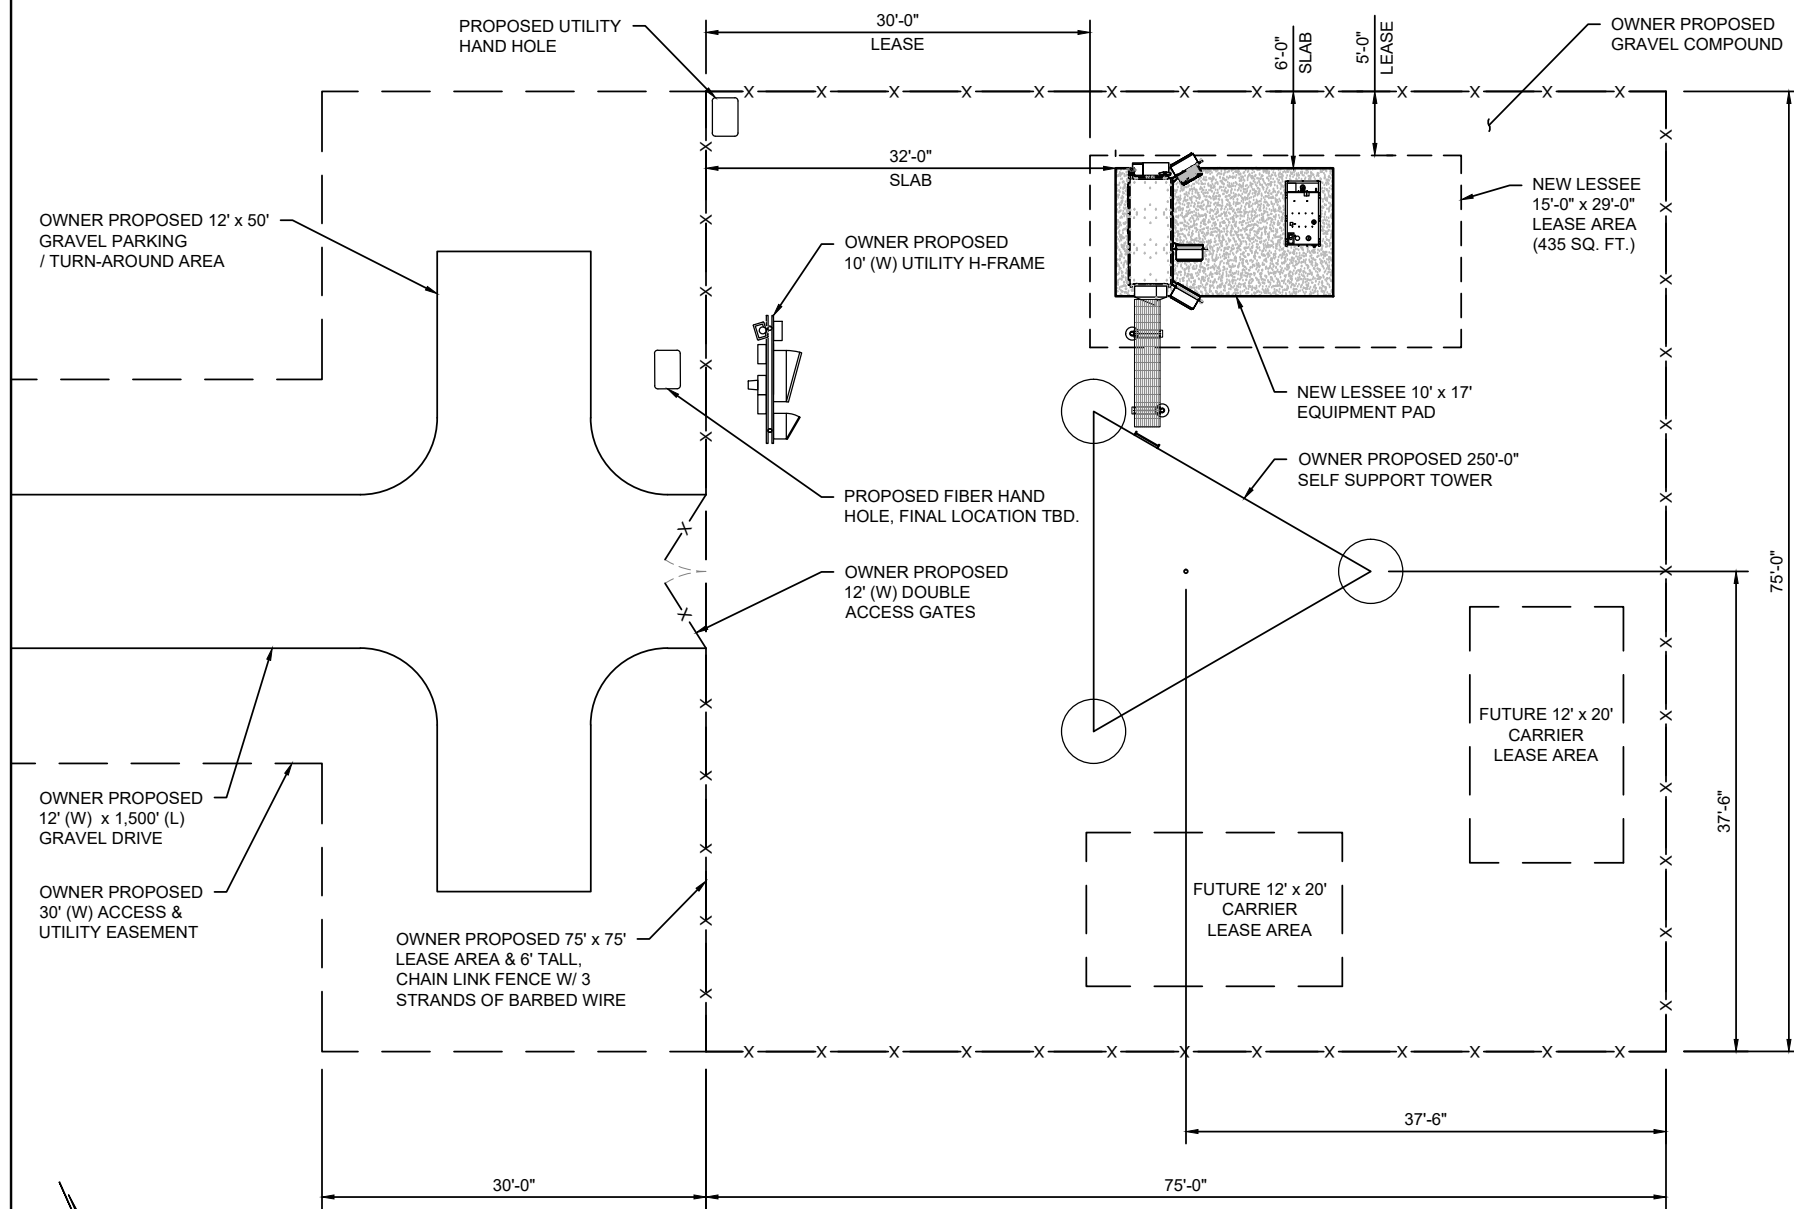 PROPOSED UTILITY
HAND HOLE
30'-0"
LEASE
6'-0"
SLAB
5'-0"
LEASE
OWNER PROPOSED
GRAVEL COMPOUND
32'-0"
SLAB
NEW LESSEE
15'-0" x 29'-0"
LEASE AREA
(435 SQ. FT.)
OWNER PROPOSED 12' x 50'
GRAVEL PARKING
/ TURN-AROUND AREA
OWNER PROPOSED
10' (W) UTILITY H-FRAME
NEW LESSEE 10' x 17'
EQUIPMENT PAD
OWNER PROPOSED 250'-0"
SELF SUPPORT TOWER
PROPOSED FIBER HAND
HOLE, FINAL LOCATION TBD.
OWNER PROPOSED
12' (W) DOUBLE
ACCESS GATES
75'-0"
FUTURE 12' x 20'
CARRIER
LEASE AREA
37'-6"
OWNER PROPOSED
12' (W) x 1,500' (L)
GRAVEL DRIVE
OWNER PROPOSED
30' (W) ACCESS &
UTILITY EASEMENT
FUTURE 12' x 20'
CARRIER
LEASE AREA
OWNER PROPOSED 75' x 75'
LEASE AREA & 6' TALL,
CHAIN LINK FENCE W/ 3
STRANDS OF BARBED WIRE
37'-6"
30'-0"
75'-0"